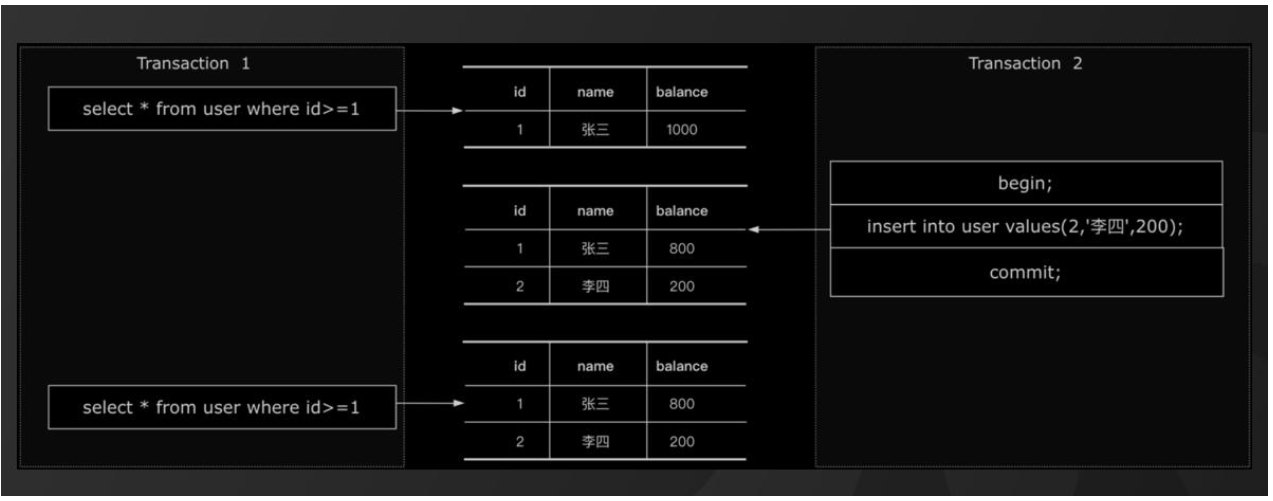 Transaction 1
select * from user where id>=1
id name balance
1 张三 1000
Transaction 2
begin;
insert into user values(2,'李四',200);
commit;
id name balance
1 张三 800
2 李四 200
select * from user where id>=1
id name balance
1 张三 800
2 李四 200